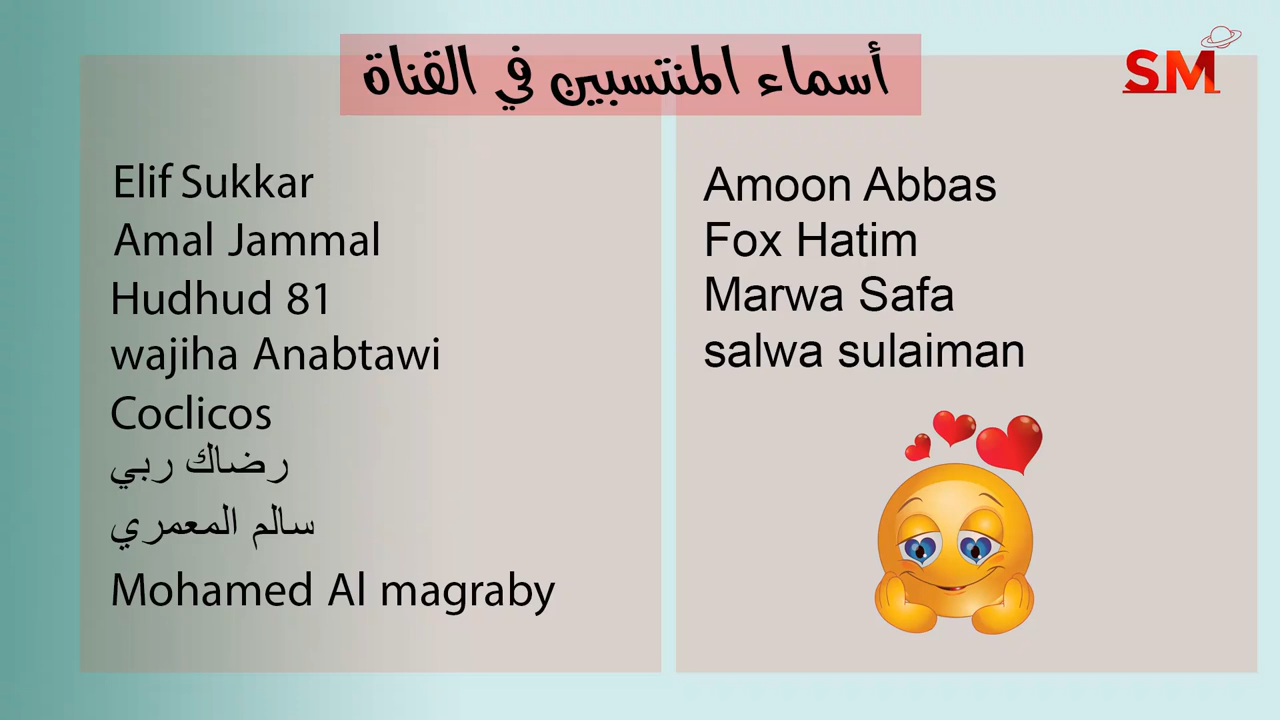 أسماء المنتسبين في القناة
SM
Elif Sukkar
Amal Jammal
Hudhud 81
wajiha Anabtawi
Coclicos
رضاك ربي
سالم المعمري
Mohamed Al magraby
Amoon Abbas
Fox Hatim
Marwa Safa
salwa sulaiman